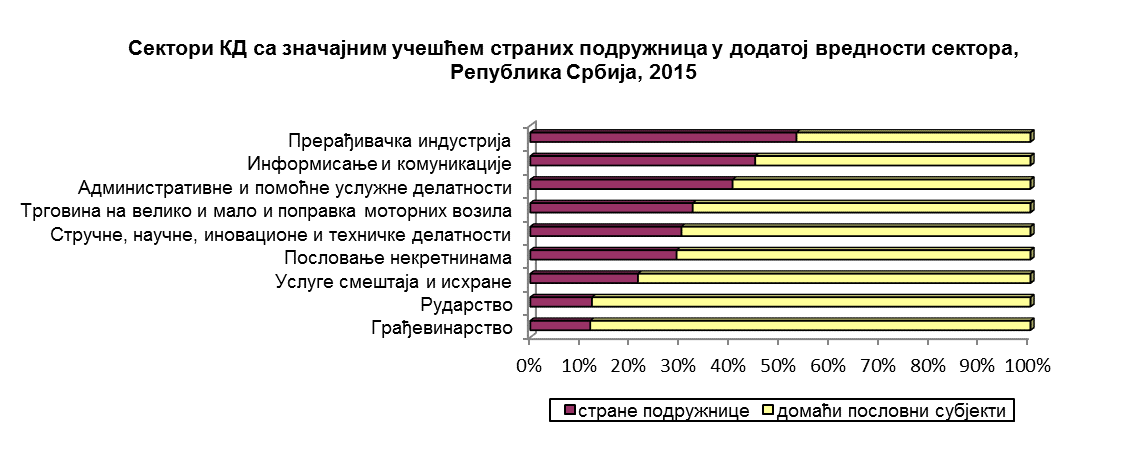 Сектори КД са значајним учешћем страних подружница у додатој вредности сектора,
Република Србија, 2015
Прерађивачка индустрија
Информисање и комуникације
Административне и помоћне услужне делатности
Трговина на велико и мало и поправка моторних возила
Стручне, научне, иновационе и техничке делатности
Пословање некретнинама
Услуге смештаја и исхране
Рударство
Грађевинарство
0% 10% 20% 30% 40% 50% 60% 70% 80% 90% 100%
стране подружнице домаћи пословни субјекти